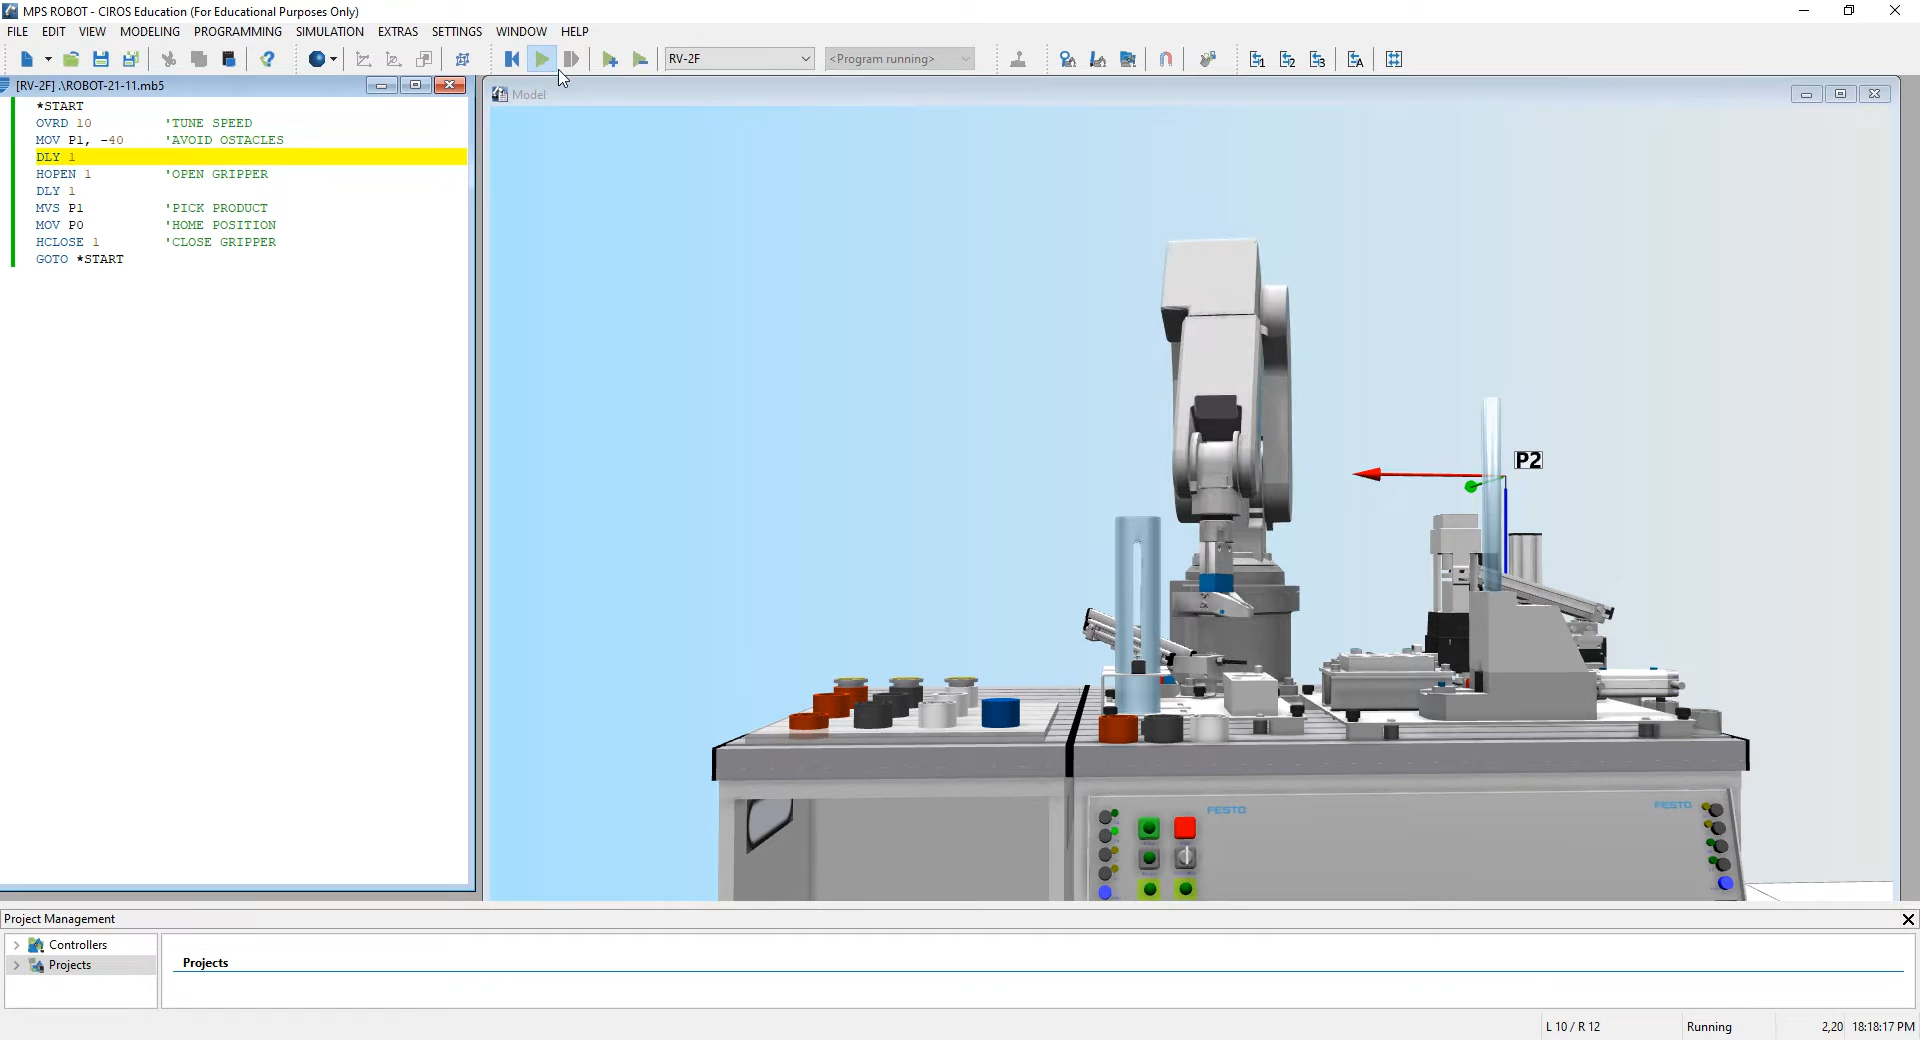 MPS ROBOT - CIROS Education (For Educational Purposes Only)
FILE EDIT VIEW MODELING PROGRAMMING SIMULATION EXTRAS SETTINGS WINDOW HELP
RV-2F <Program running>
[RV-2F] .\ROBOT-21-11.mb5
*START
OVRD 10 'TUNE SPEED
MOV P1, -40 'AVOID OSTACLES
DLY 1
HOPEN 1 'OPEN GRIPPER
DLY 1
MVS P1 'PICK PRODUCT
MOV P0 'HOME POSITION
HCLOSE 1 'CLOSE GRIPPER
GOTO *START
Model
P2
FESTO FESTO
Project Management
Controllers
Projects
Projects
L 10 / R 12 Running 2,20 18:18:17 PM